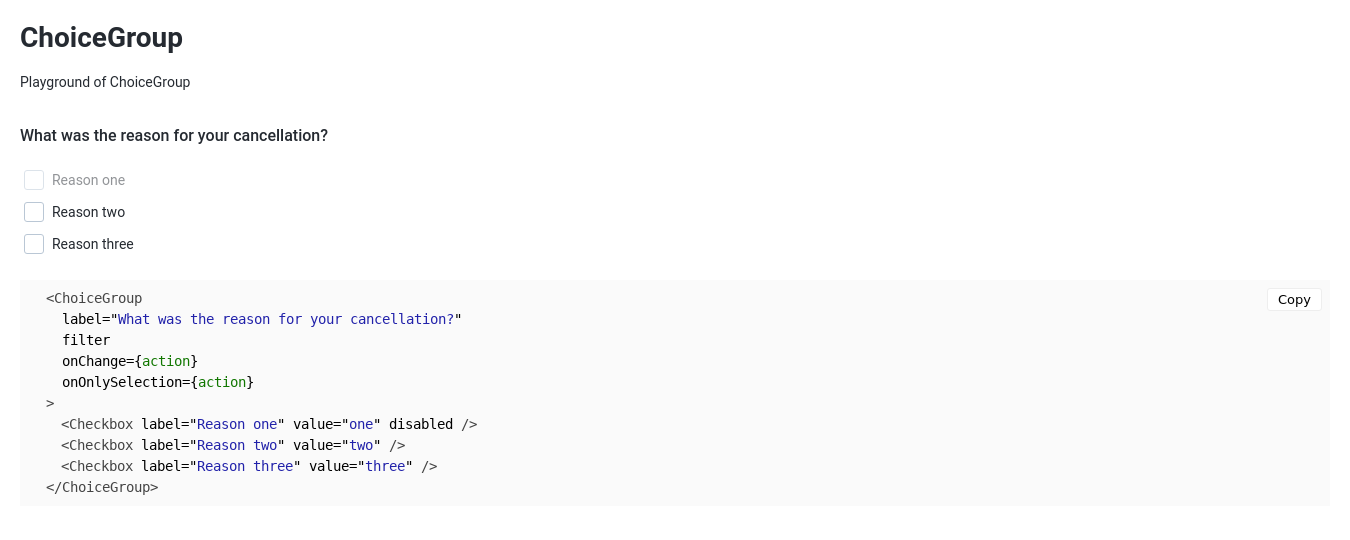 ChoiceGroup
Playground of ChoiceGroup
What was the reason for your cancellation?
Reason one
Reason two
Reason three
Copy
<ChoiceGroup
  label="What was the reason for your cancellation?"
  filter
  onChange={action}
  onOnlySelection={action}
>
  <Checkbox label="Reason one" value="one" disabled />
  <Checkbox label="Reason two" value="two" />
  <Checkbox label="Reason three" value="three" />
</ChoiceGroup>